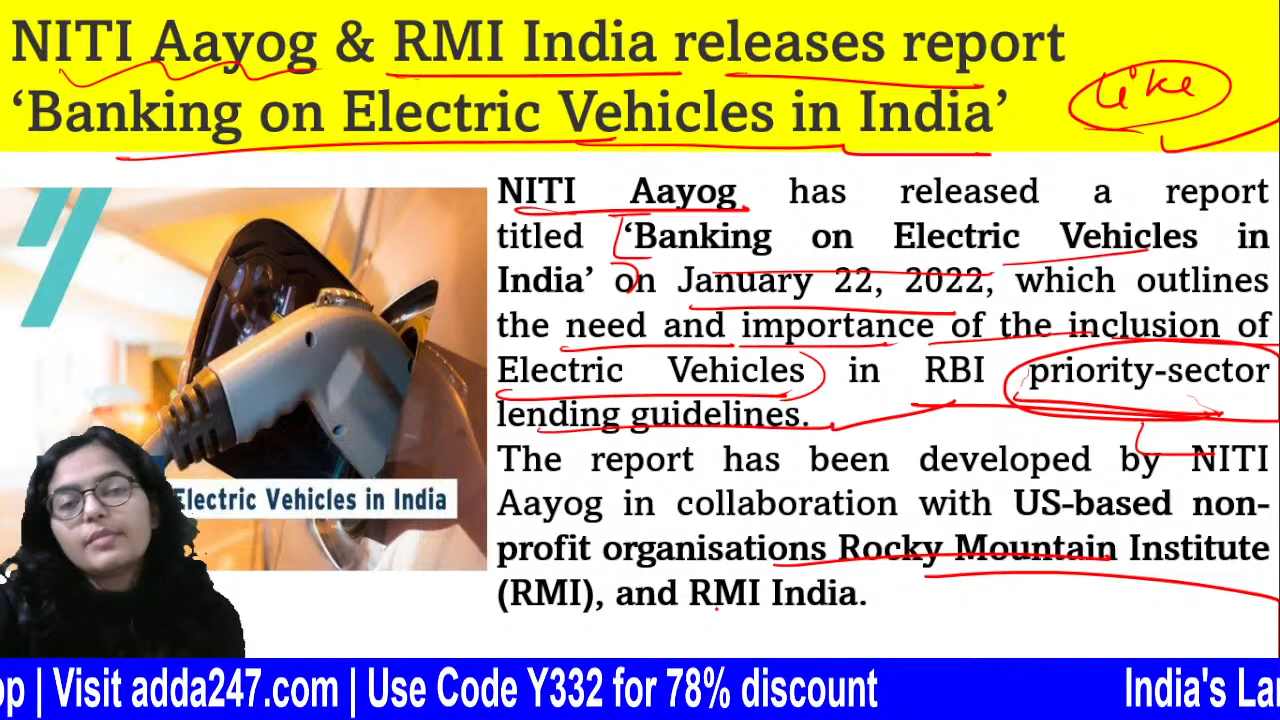 NITI Aayog & RMI India releases report
‘Banking on Electric Vehicles in India’
like
NITI Aayog has released a report
titled ‘Banking on Electric Vehicles in
India’ on January 22, 2022, which outlines
the need and importance of the inclusion of
Electric Vehicles in RBI priority-sector
lending guidelines.
The report has been developed by NITI
Aayog in collaboration with US-based non-
profit organisations Rocky Mountain Institute
(RMI), and RMI India.
Electric Vehicles in India
| Visit adda247.com | Use Code Y332 for 78% discount
India's